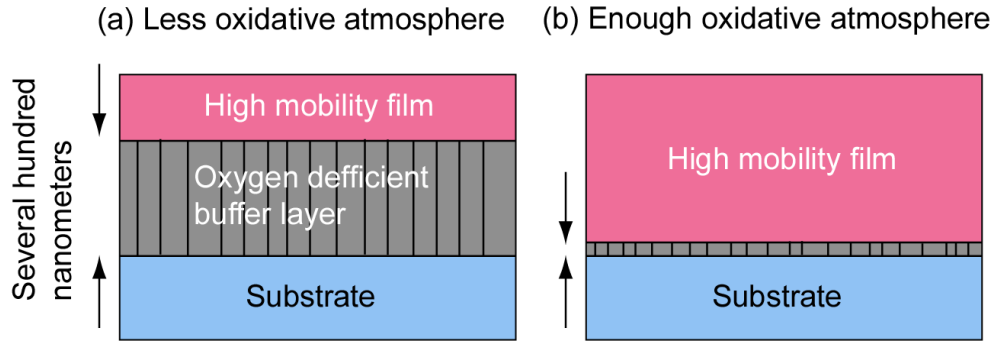 (a) Less oxidative atmosphere
(b) Enough oxidative atmosphere
Several hundred
nanometers
High mobility film
Oxygen defficient
buffer layer
Substrate
High mobility film
Substrate